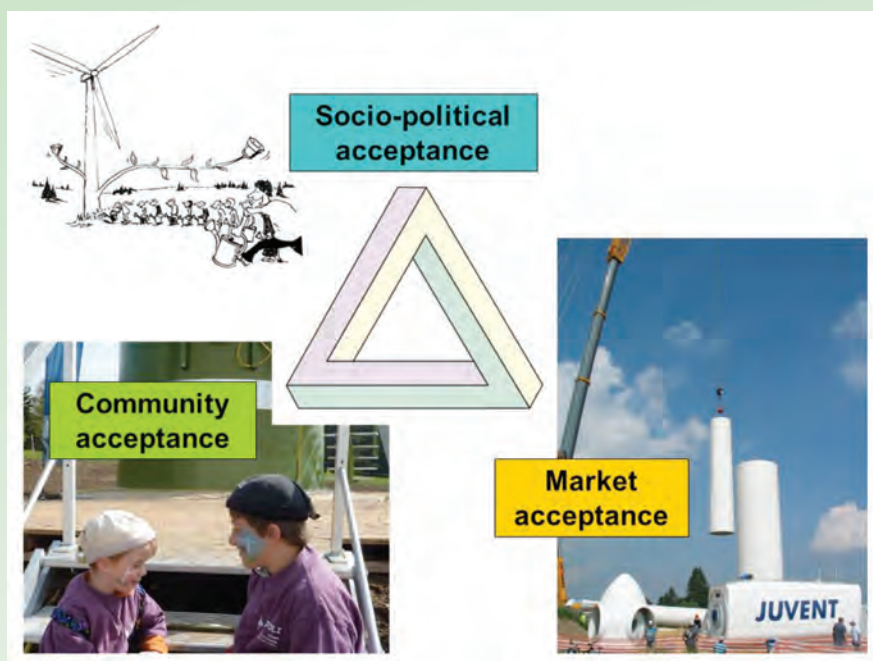 Socio-political
acceptance
Community
acceptance
Market
acceptance
JUVENT